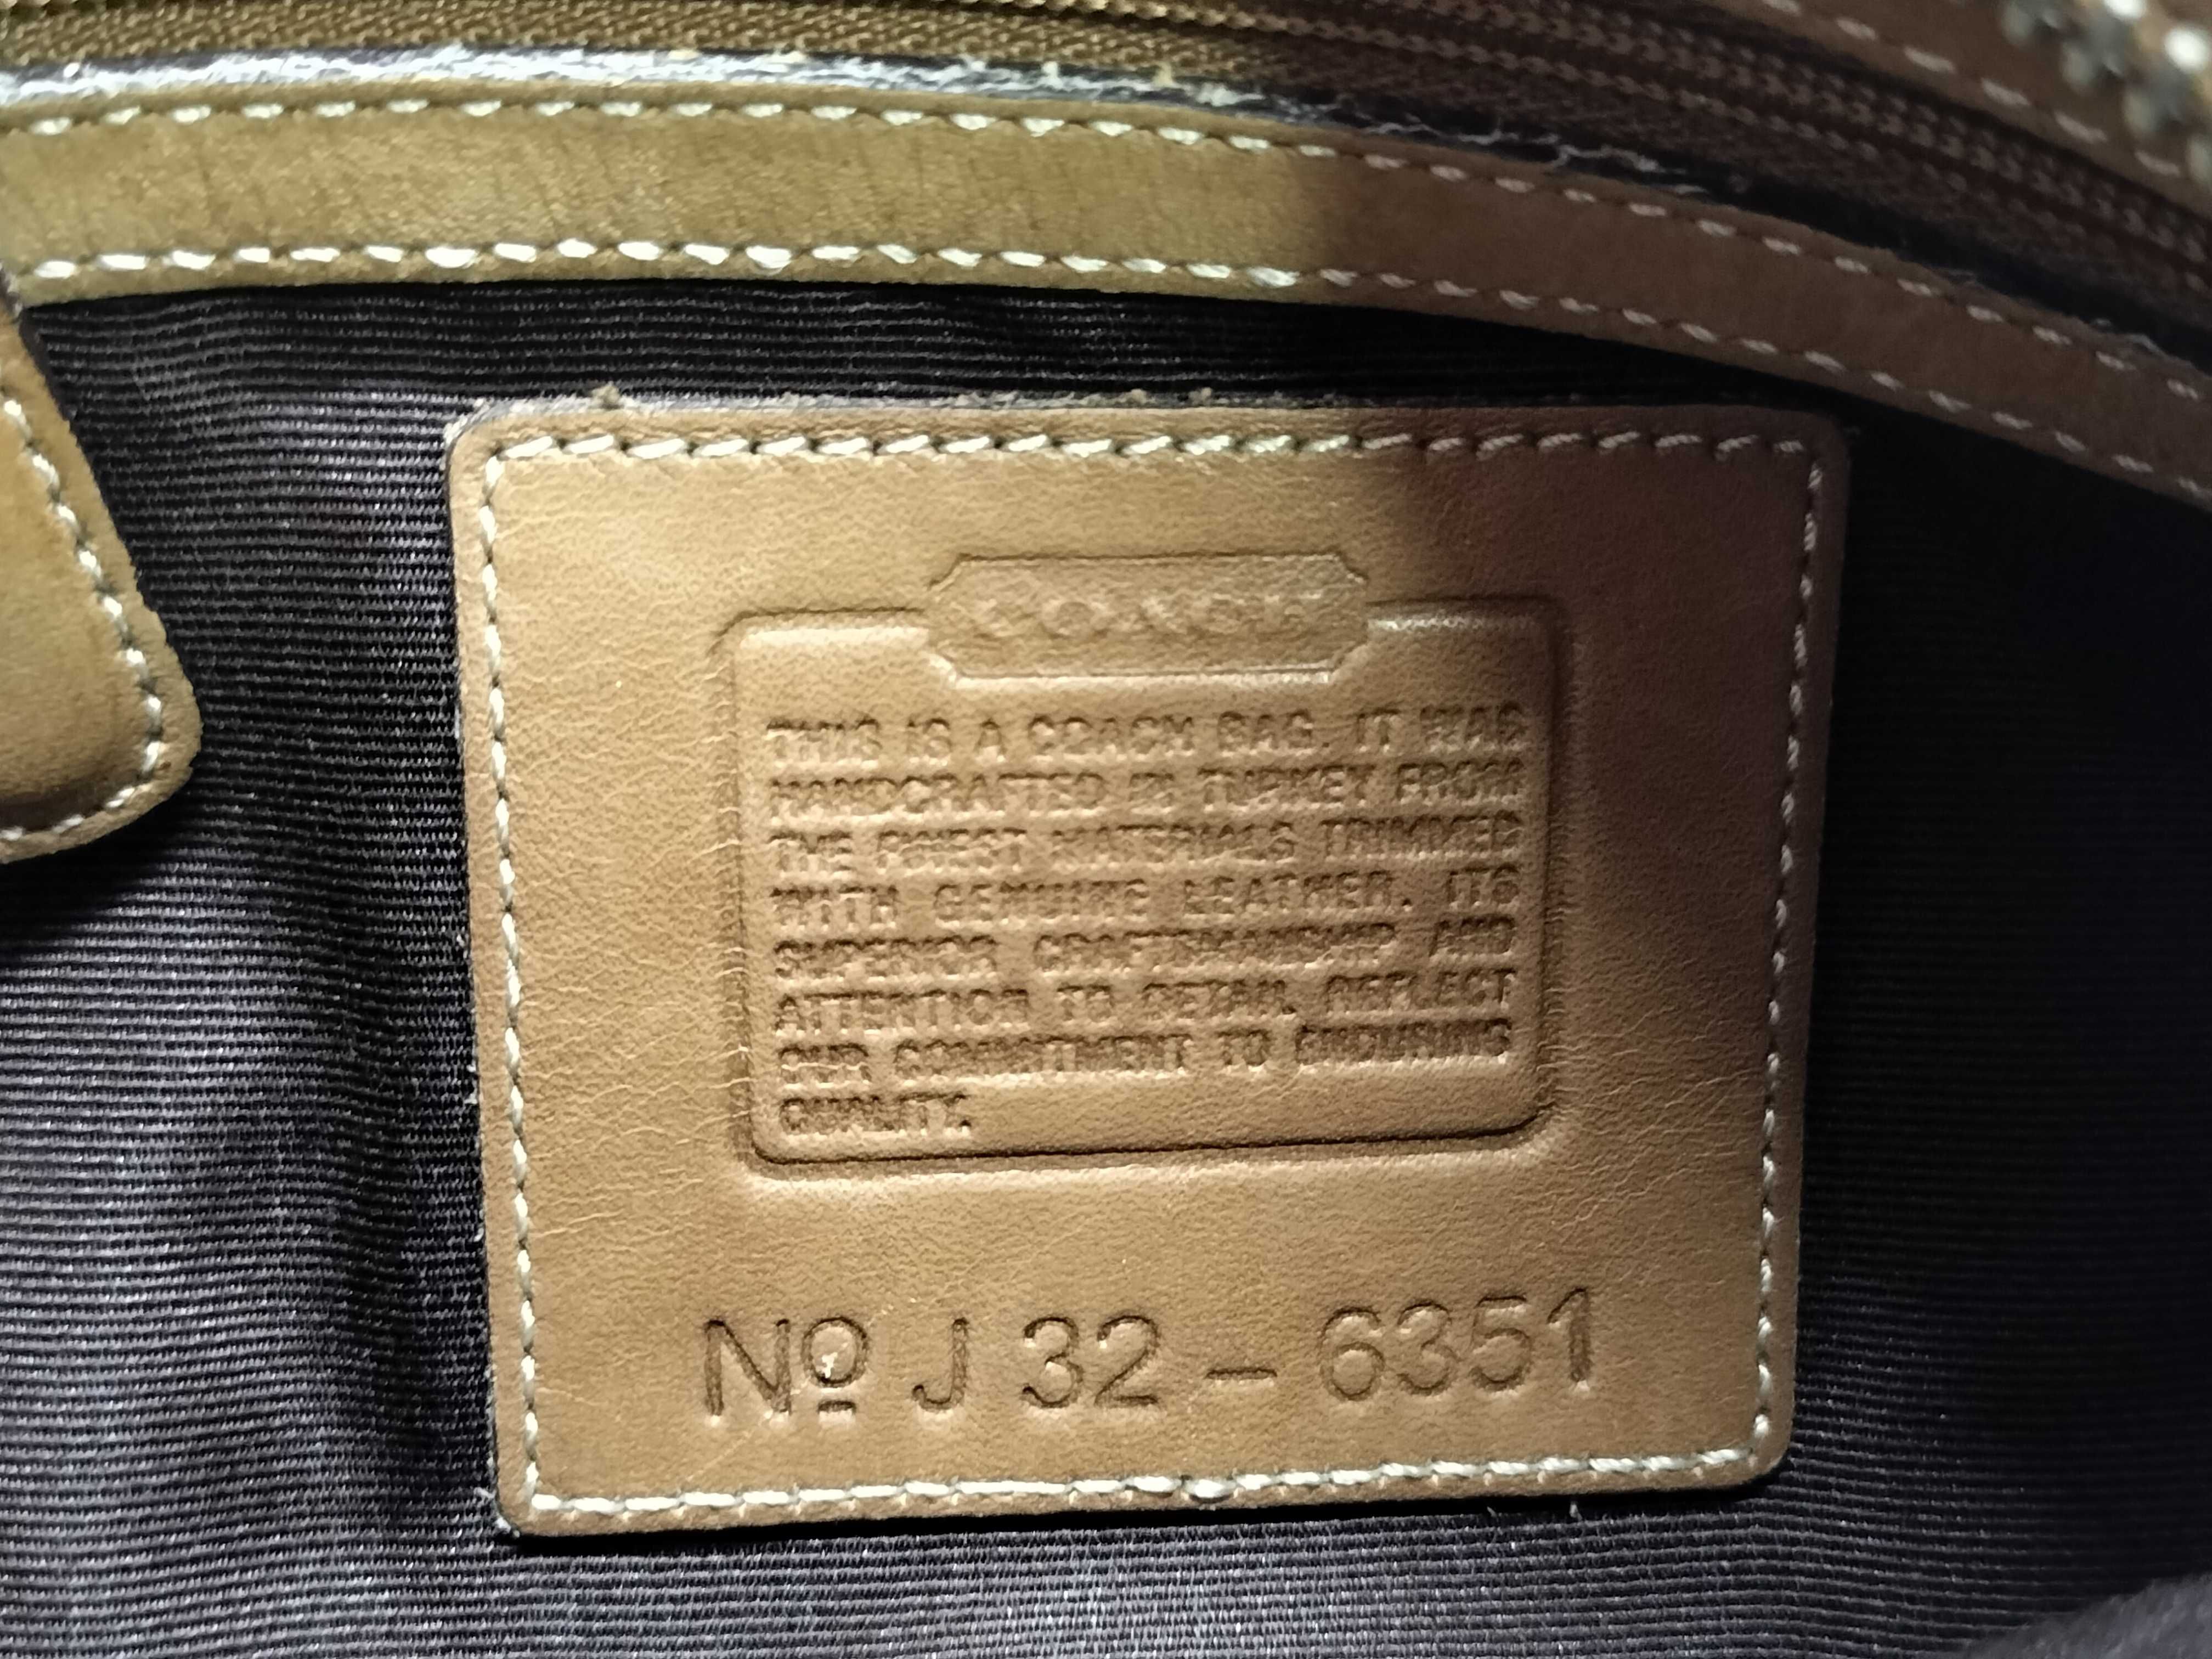 COACH
THIS IS A COACH BAG. IT WAS
HANDCRAFTED IN TURKEY FROM
THE FINEST MATERIALS TRIMMED
WITH GENUINE LEATHER. ITS
SUPERIOR CRAFTSMANSHIP AND
ATTENTION TO DETAIL REFLECT
OUR COMMITMENT TO ENDURING
QUALITY.
Nº J32-6351